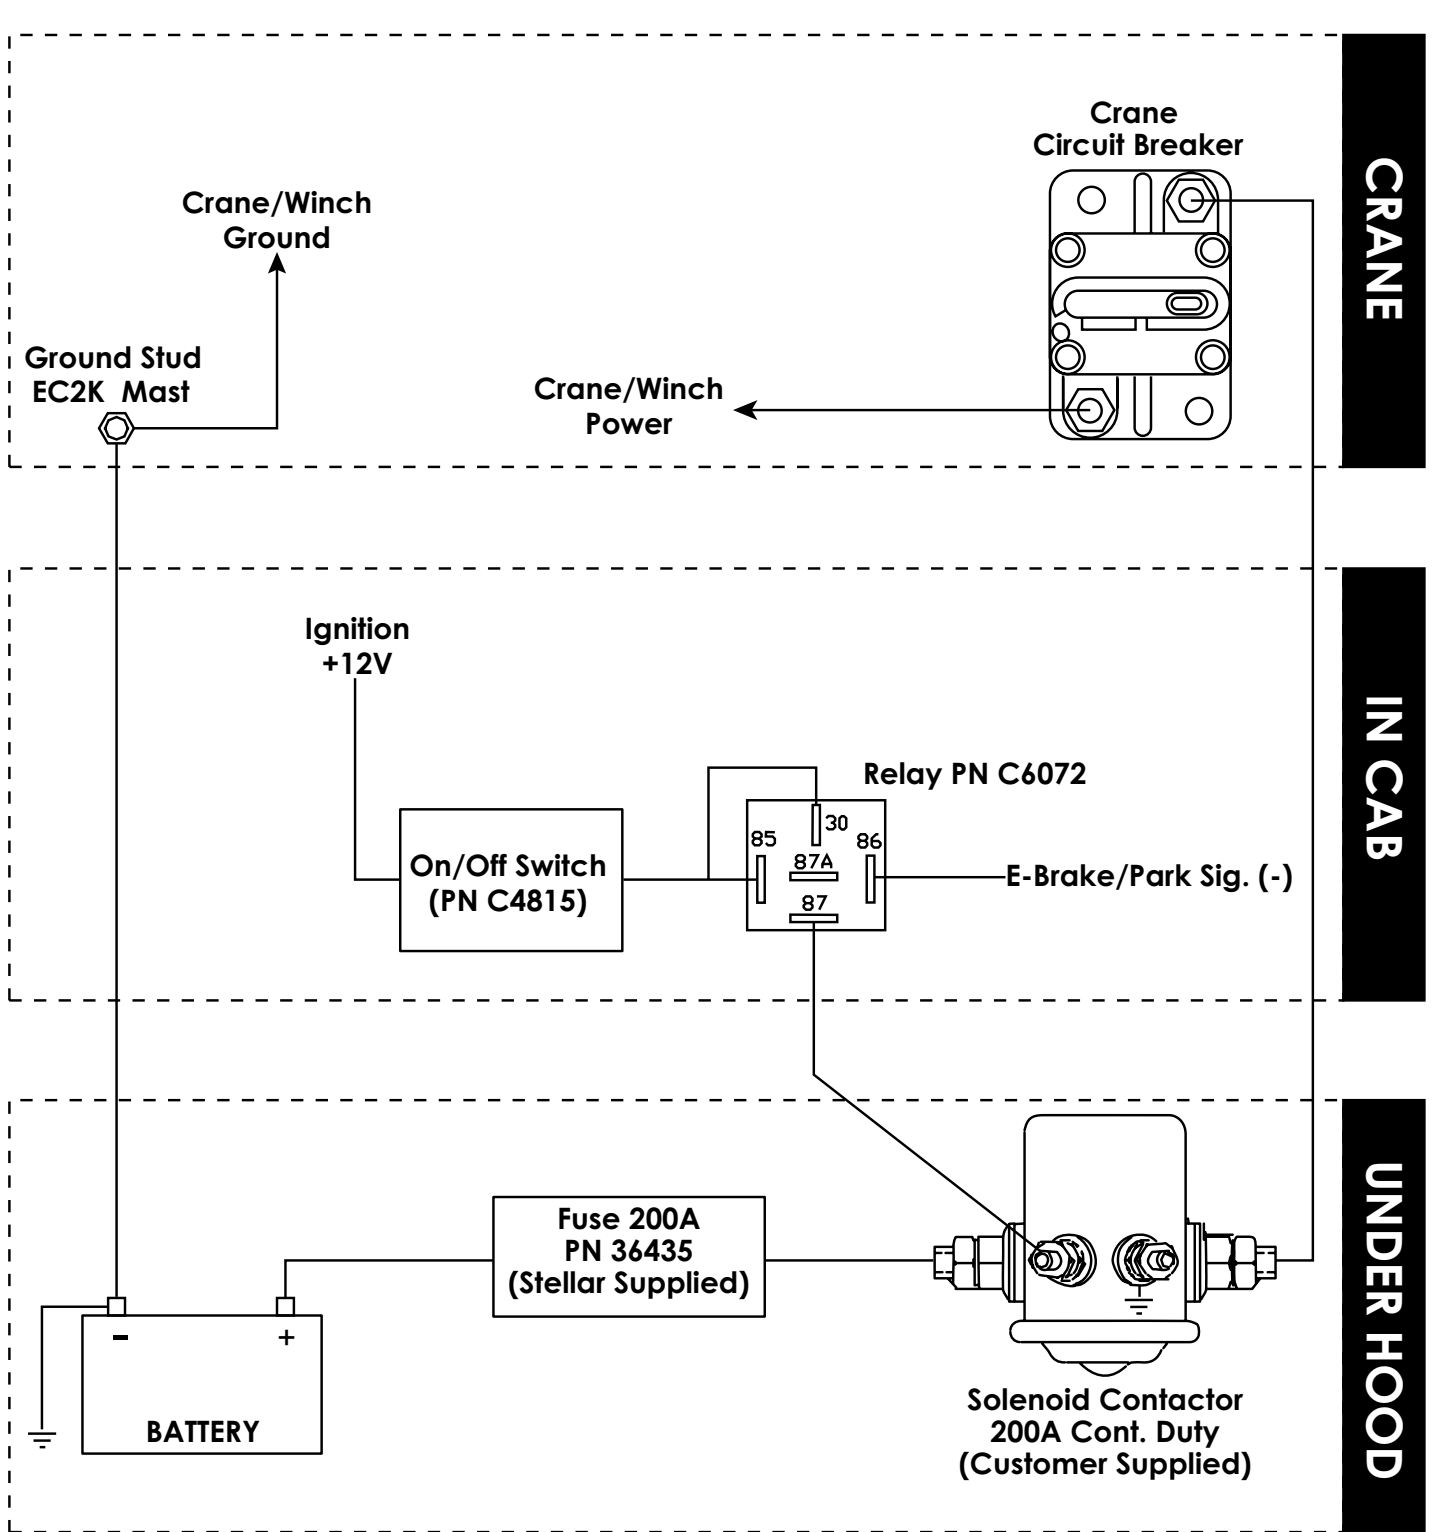 Crane
Circuit Breaker
CRANE
Crane/Winch
Ground
Ground Stud
EC2K Mast
Crane/Winch
Power
Ignition
+12V
IN CAB
Relay PN C6072
30
85
86
87A
87
On/Off Switch
(PN C4815)
E-Brake/Park Sig. (-)
UNDER HOOD
Fuse 200A
PN 36435
(Stellar Supplied)
- +
BATTERY
Solenoid Contactor
200A Cont. Duty
(Customer Supplied)